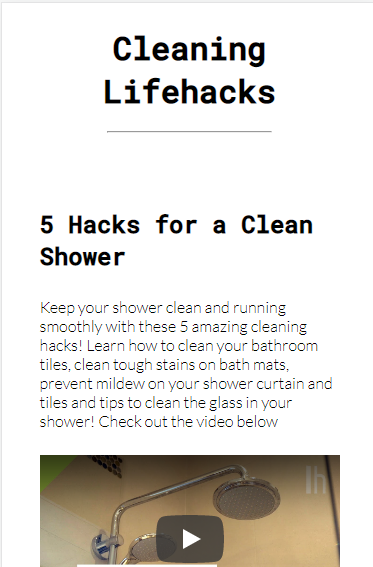 Cleaning
Lifehacks
5 Hacks for a Clean
Shower
Keep your shower clean and running
smoothly with these 5 amazing cleaning
hacks! Learn how to clean your bathroom
tiles, clean tough stains on bath mats,
prevent mildew on your shower curtain and
tiles and tips to clean the glass in your
shower! Check out the video below
lh